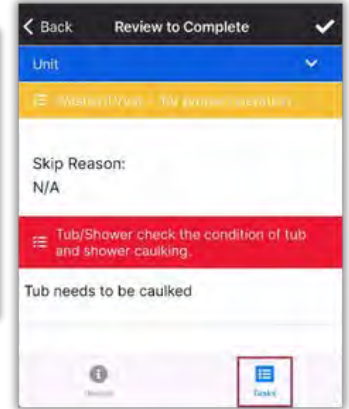 Back Review to Complete
Unit
Skip Reason:
N/A
Tub/Shower check the condition of tub
and shower caulking.
Tub needs to be caulked
Tasks